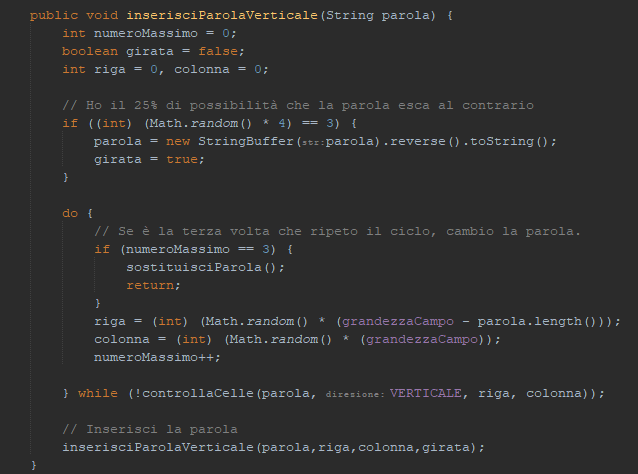 public void inserisciParolaVerticale(String parola) {
int numeroMassimo = 0;
boolean girata = false;
int riga = 0, colonna = 0;
// Ho il 25% di possibilità che la parola esca al contrario
if ((int) (Math.random() * 4) == 3) {
parola = new StringBuffer( str: parola).reverse().toString();
girata = true;
}
do {
// Se è la terza volta che ripeto il ciclo, cambio la parola.
if (numeroMassimo == 3) {
sostituisciParola();
return;
}
riga = (int) (Math.random() * (grandezzaCampo - parola.length()));
colonna = (int) (Math.random() * (grandezzaCampo));
numeroMassimo++;
} while (!controllaCelle(parola, direzione: VERTICALE, riga, colonna));
// Inserisci la parola
inserisciParolaVerticale(parola,riga,colonna,girata);
}